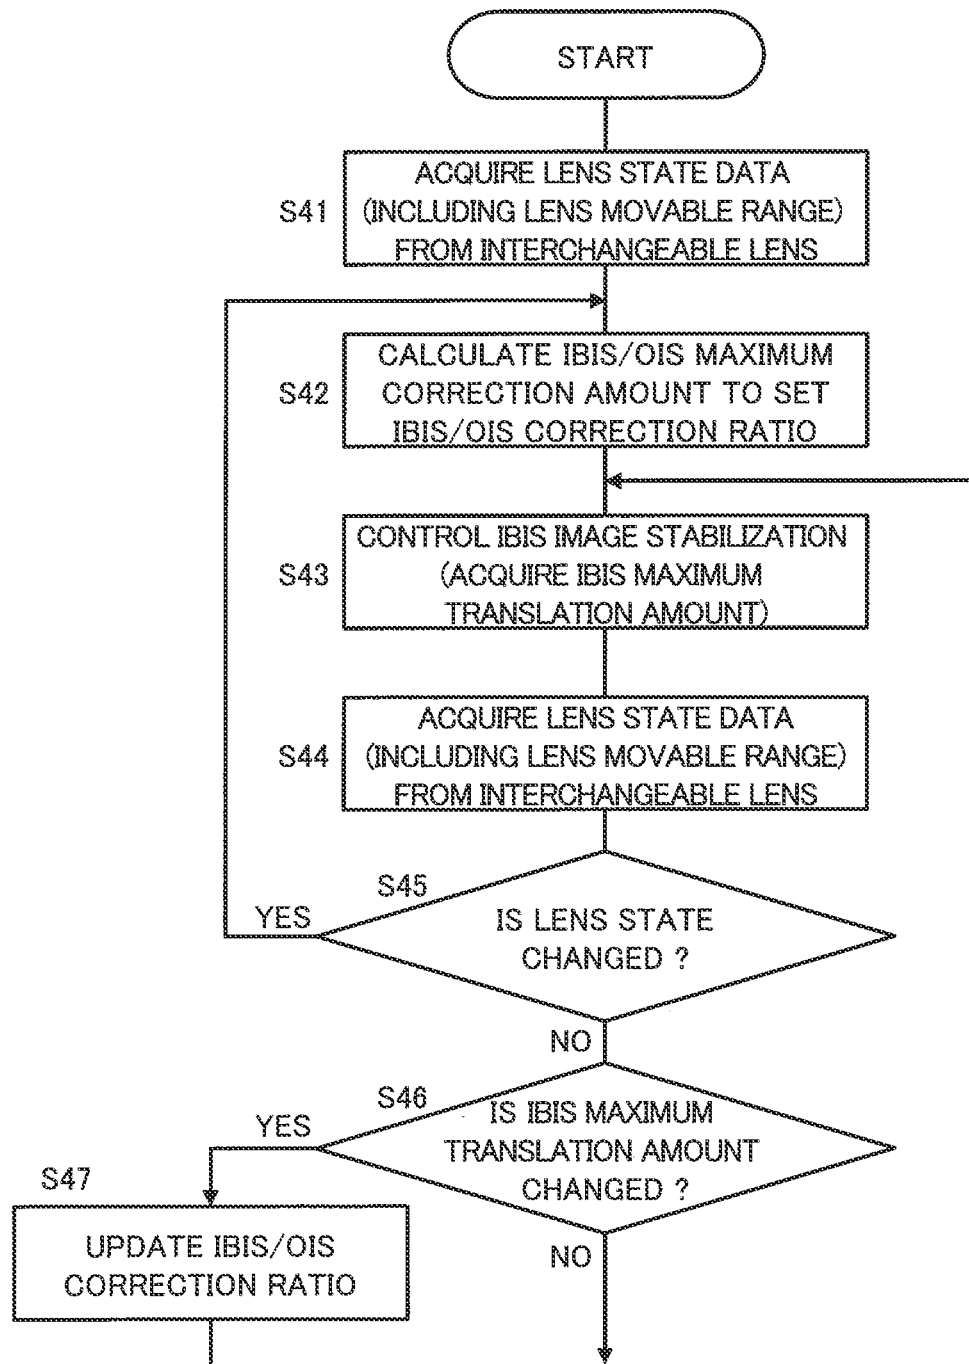 START
S41
ACQUIRE LENS STATE DATA
(INCLUDING LENS MOVABLE RANGE)
FROM INTERCHANGEABLE LENS
S42
CALCULATE IBIS/OIS MAXIMUM
CORRECTION AMOUNT TO SET
IBIS/OIS CORRECTION RATIO
S43
CONTROL IBIS IMAGE STABILIZATION
(ACQUIRE IBIS MAXIMUM
TRANSLATION AMOUNT)
S44
ACQUIRE LENS STATE DATA
(INCLUDING LENS MOVABLE RANGE)
FROM INTERCHANGEABLE LENS
S45
YES
IS LENS STATE
CHANGED ?
NO
S46
YES
IS IBIS MAXIMUM
TRANSLATION AMOUNT
CHANGED ?
NO
S47
UPDATE IBIS/OIS
CORRECTION RATIO